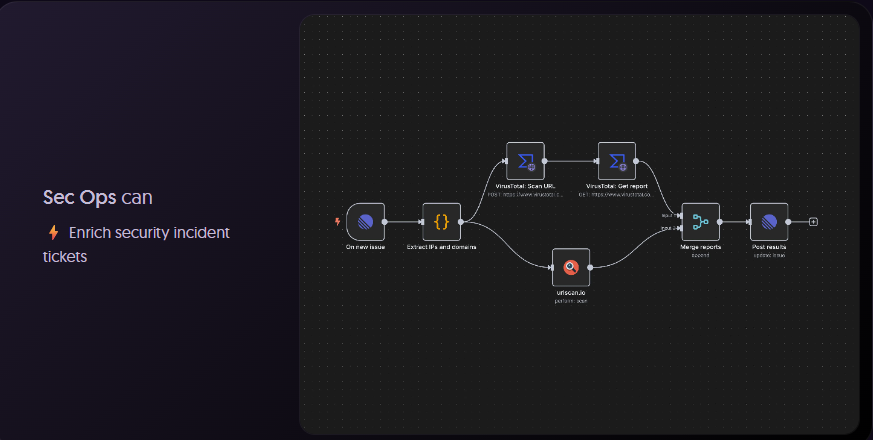 Sec Ops can
Enrich security incident
tickets
VirusTotal: Scan URL
POST: https://www.virustotal.c...
VirusTotal: Get report
GET: https://www.virustotal.co...
On new issue
Extract IPs and domains
Merge reports
append
Post results
update: issue
urlscan.io
perform: scan